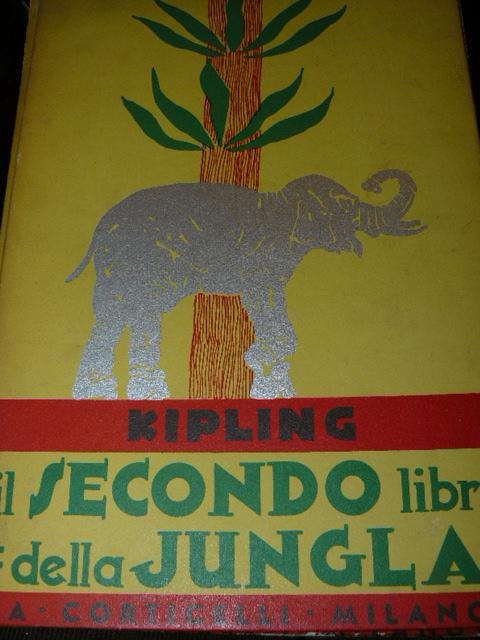 KIPLING
il SECONDO libr
della JUNGLA
A · CORTICELLI · MILANO